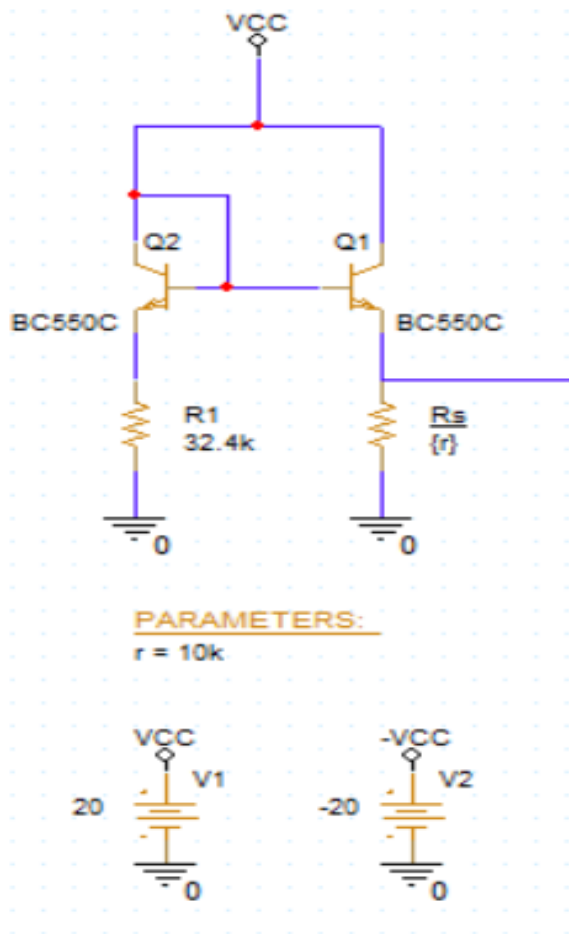 VCC
Q2
Q1
BC550C
BC550C
R1
32.4k
Rs
{r}
0
0
PARAMETERS:
r = 10k
VCC
-VCC
V1
V2
20
-20
0
0